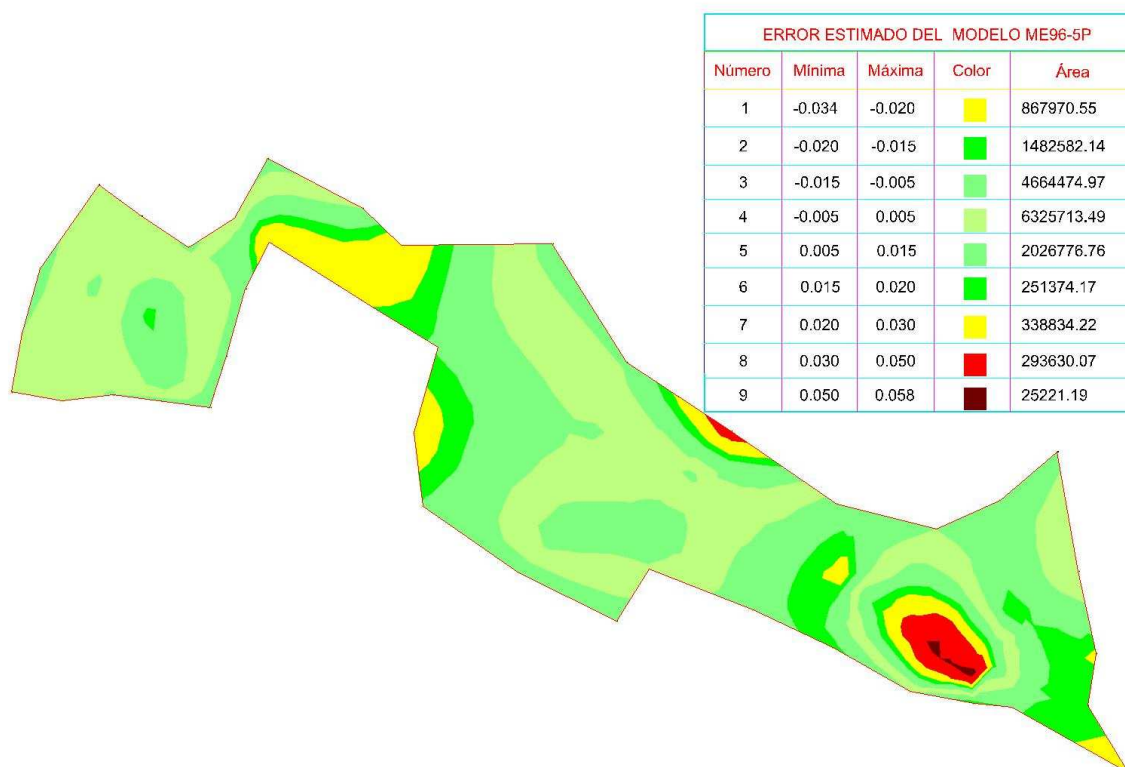 ERROR ESTIMADO DEL MODELO ME96-5P
Número Mínima Máxima Color Área
1 -0.034 -0.020 867970.55
2 -0.020 -0.015 1482582.14
3 -0.015 -0.005 4664474.97
4 -0.005 0.005 6325713.49
5 0.005 0.015 2026776.76
6 0.015 0.020 251374.17
7 0.020 0.030 338834.22
8 0.030 0.050 293630.07
9 0.050 0.058 25221.19